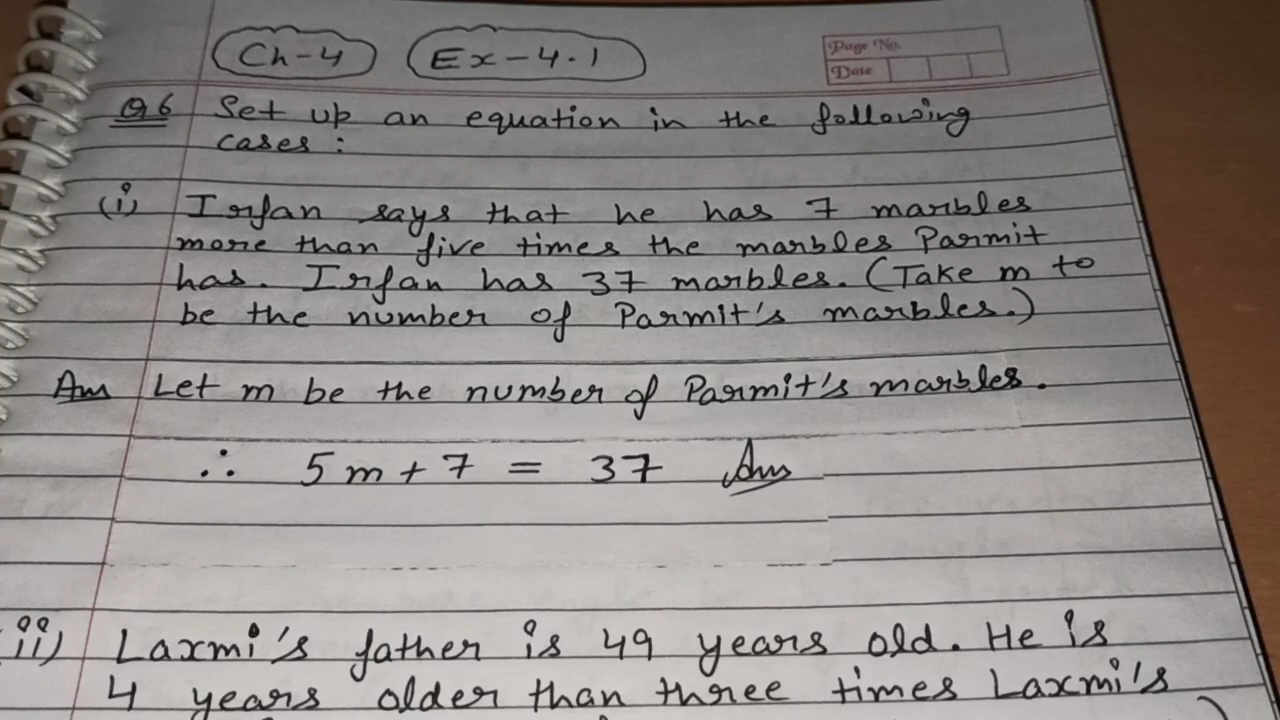 Ch-4 Ex-4.1
Page No.
Date
Q6 Set up an equation in the following
cases:
(i) Irfan says that he has 7 marbles
more than five times the marbles Parmit
has. Irfan has 37 marbles. (Take m to
be the number of Parmit's marbles.)
Ans Let m be the number of Parmit's marbles.
∴ 5m + 7 = 37 Ans
ii) Laxmi's father is 49 years old. He is
4 years older than three times Laxmi's